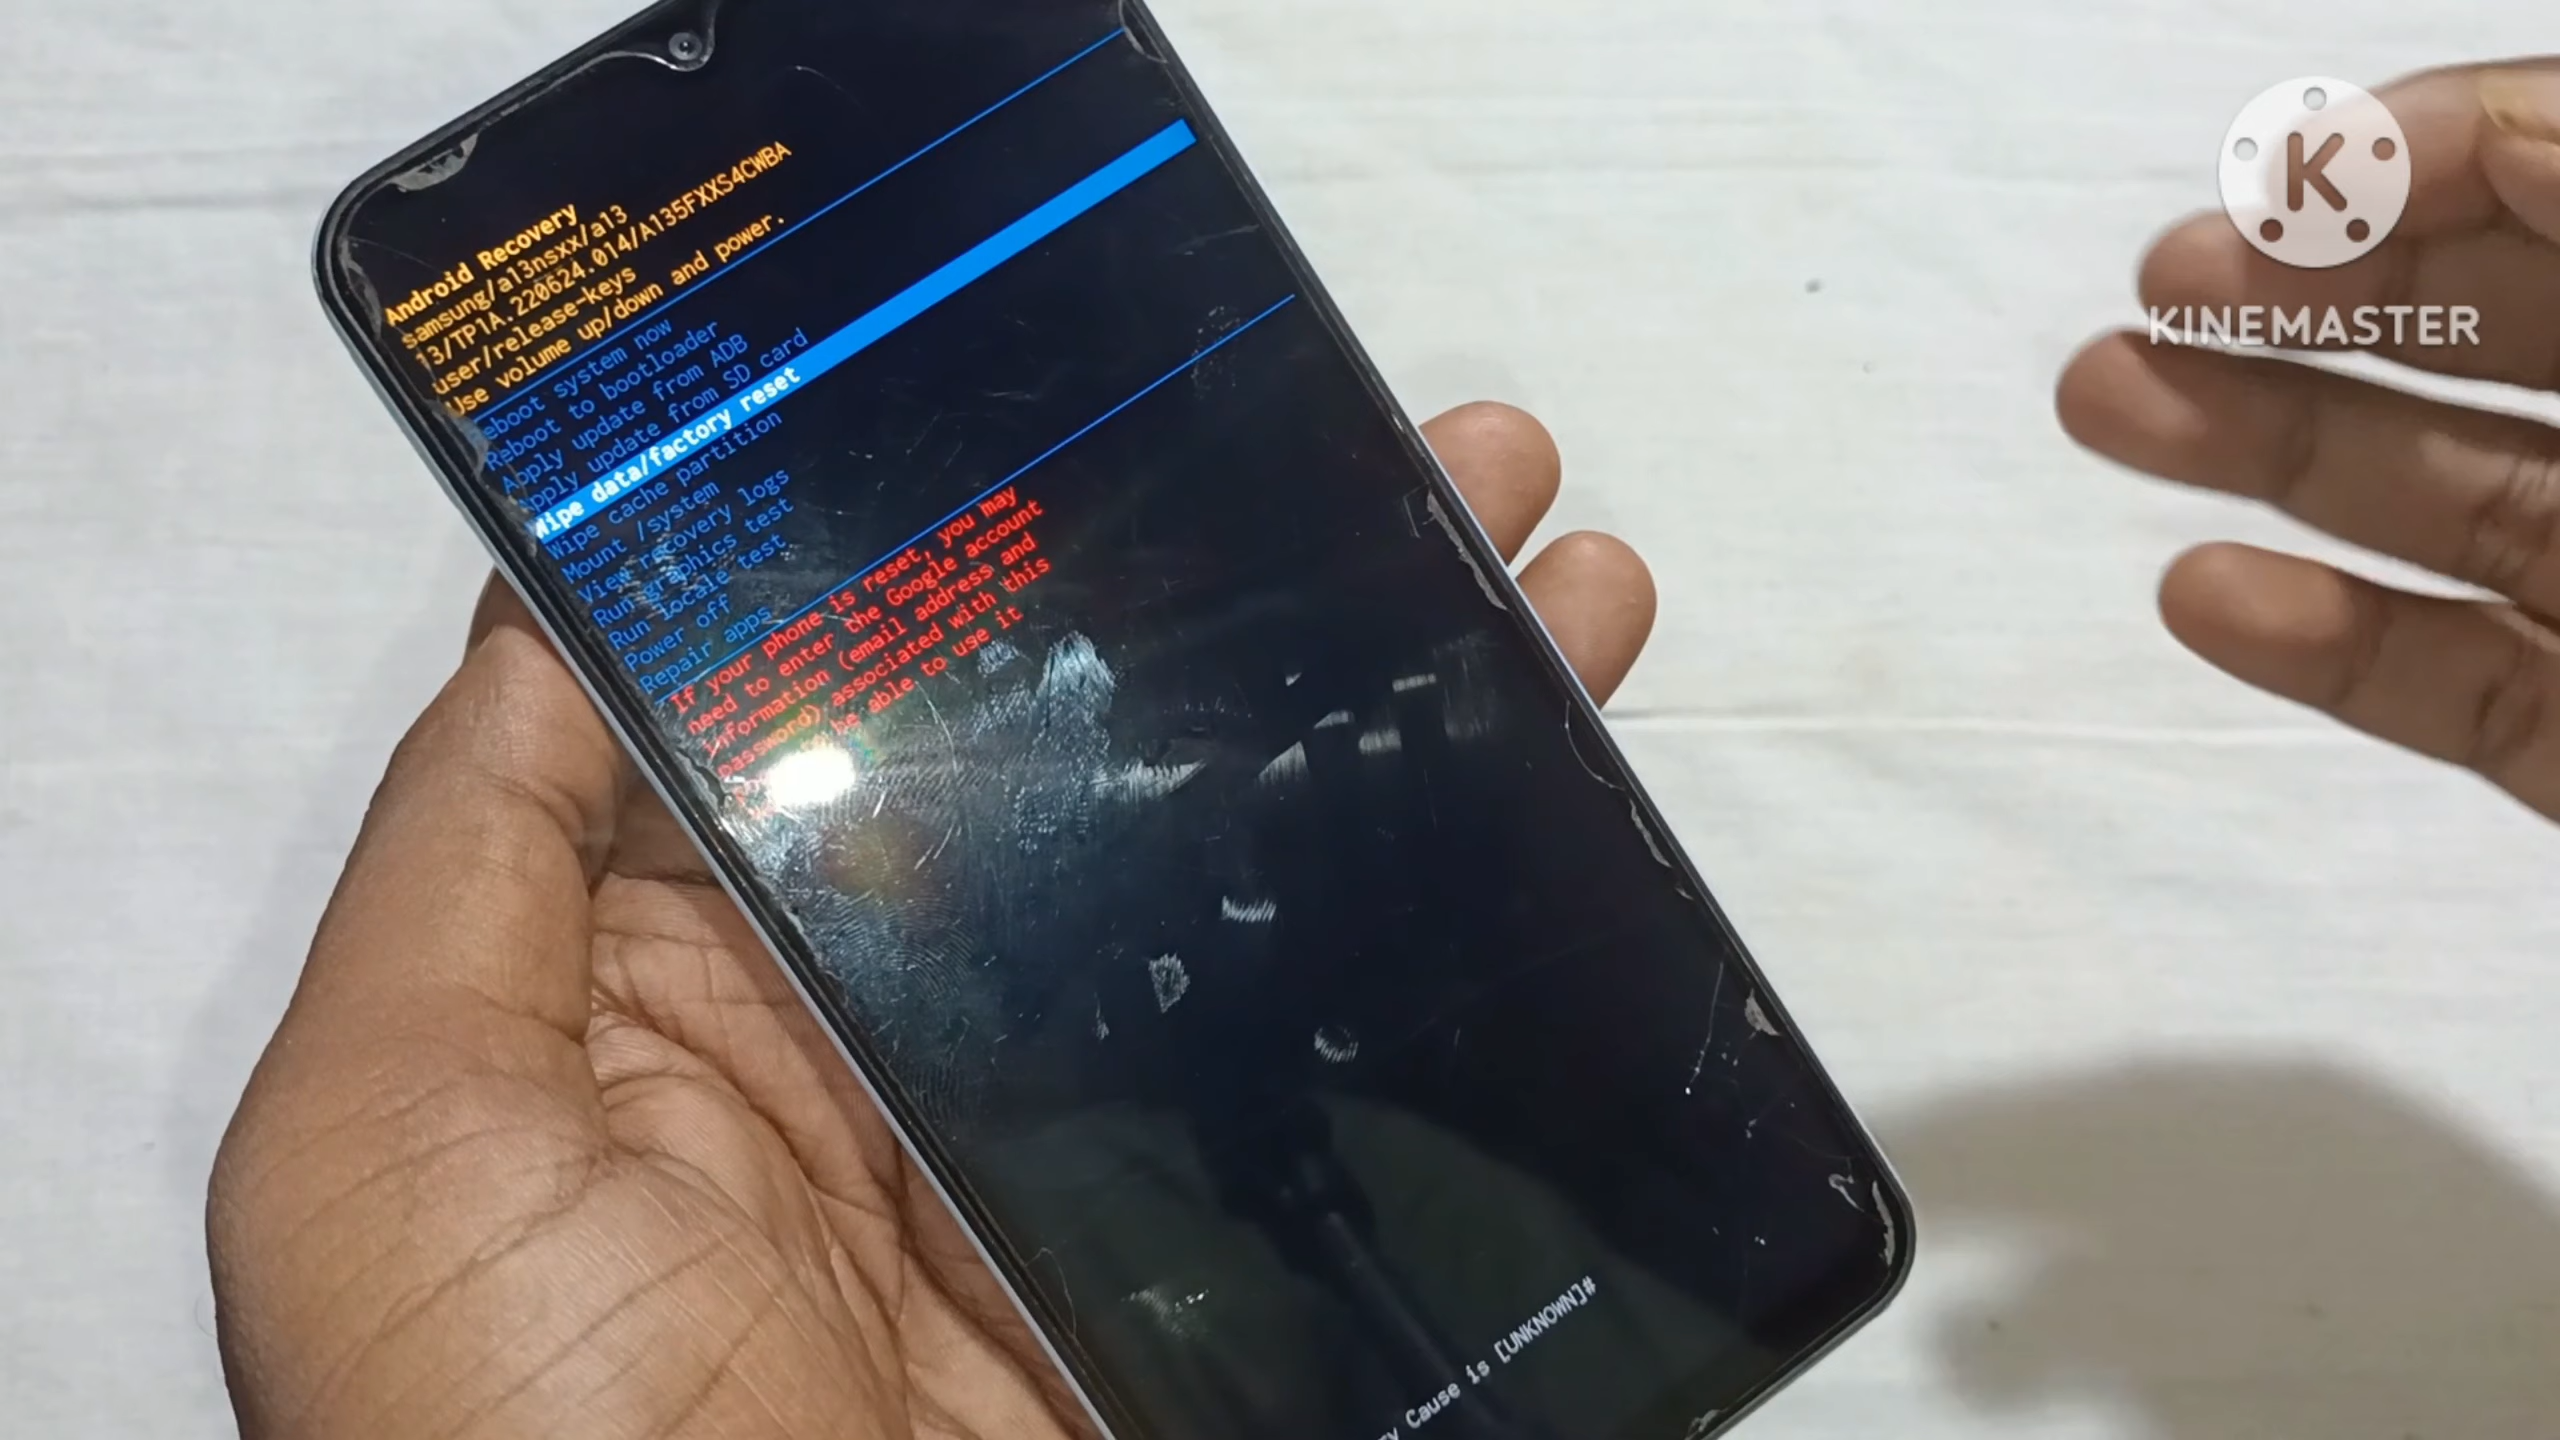 Android Recovery
samsung/a13nsxx/a13
13/TP1A.220624.014/A135FXXS4CWBA
user/release-keys
Use volume up/down and power.
Reboot system now
Reboot to bootloader
Apply update from ADB
Apply update from SD card
Wipe data/factory reset
Wipe cache partition
Mount /system
View recovery logs
Run graphics test
Run locale test
Power off
Repair apps
If your phone is reset, you may
need to enter the Google account
information (email address and
password) associated with this
be able to use it
Cause is [UNKNOWN]#
K
KINEMASTER